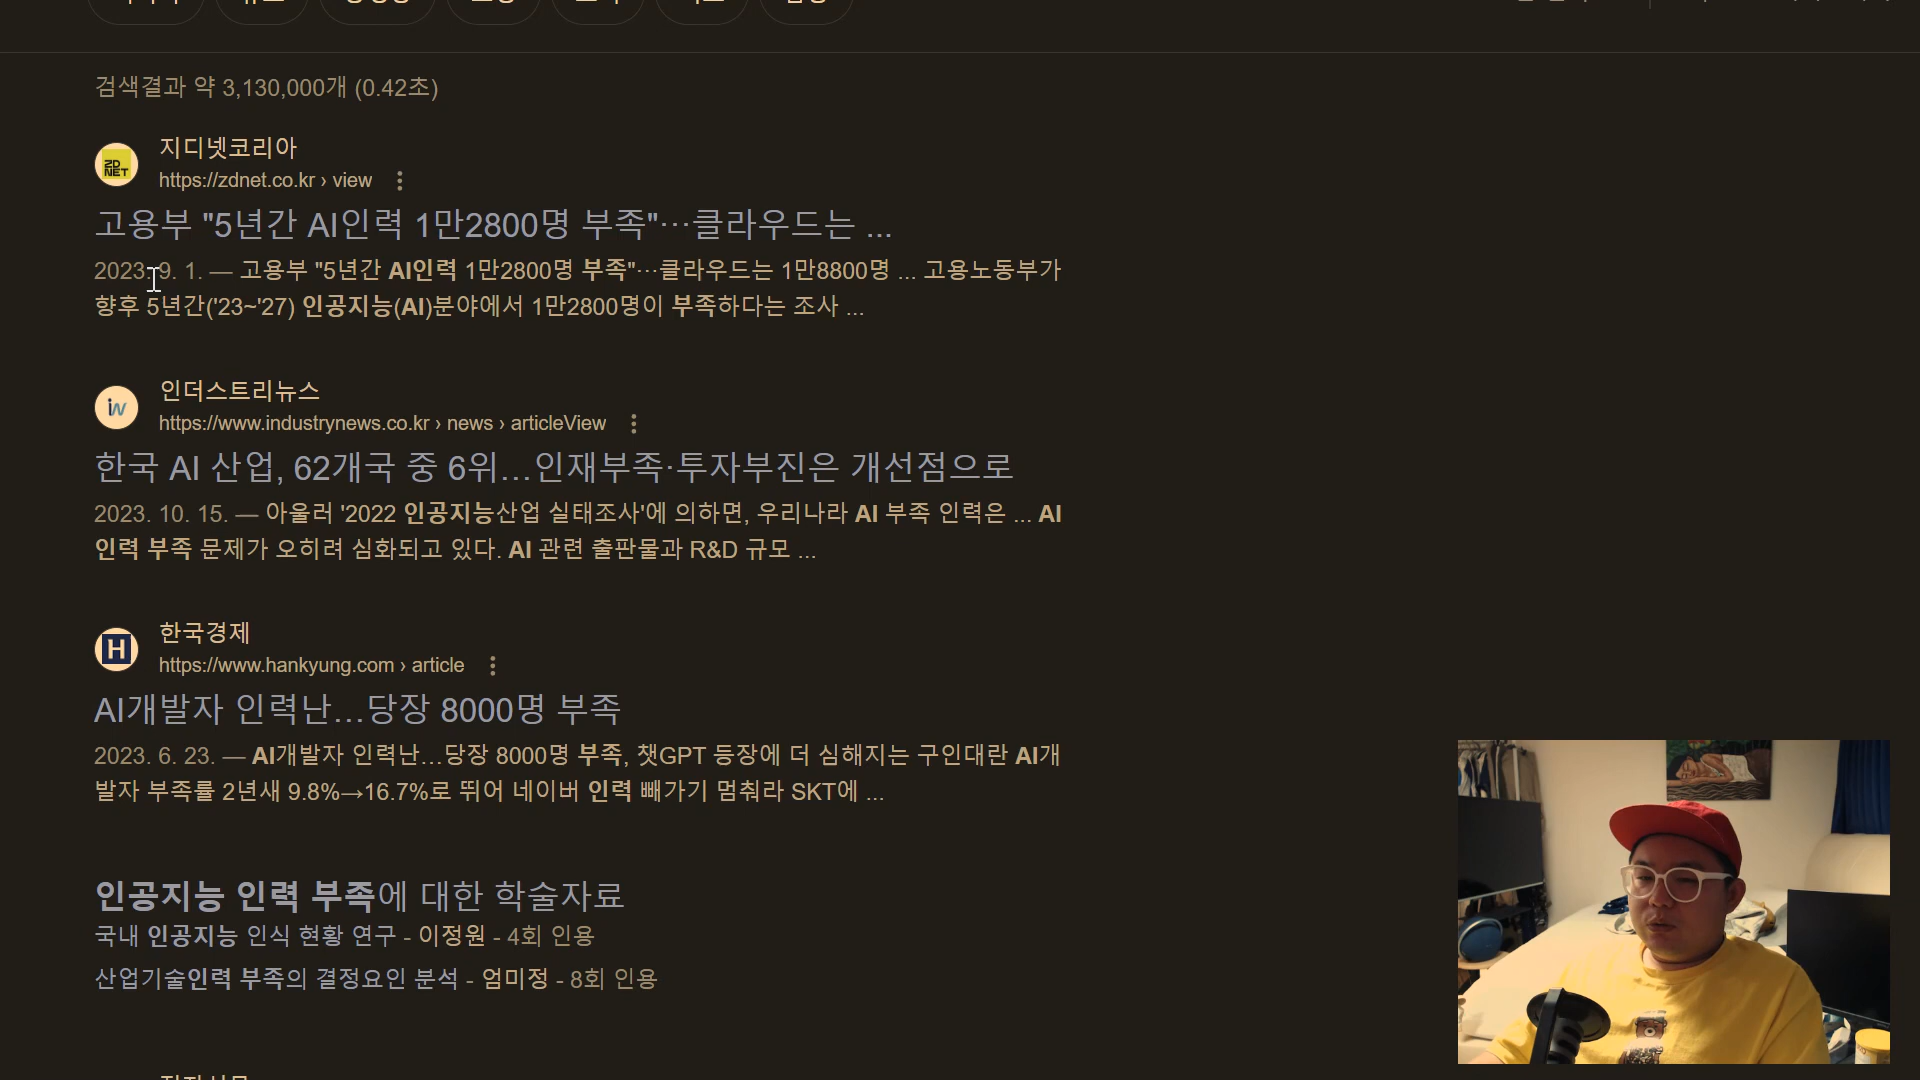 검색결과 약 3,130,000개 (0.42초)
지디넷코리아
ZD NET
https://zdnet.co.kr › view
고용부 "5년간 AI인력 1만2800명 부족"…클라우드는 ...
2023. 9. 1. — 고용부 "5년간 AI인력 1만2800명 부족"…클라우드는 1만8800명 ... 고용노동부가
향후 5년간('23~'27) 인공지능(AI)분야에서 1만2800명이 부족하다는 조사 ...
인더스트리뉴스
iN
https://www.industrynews.co.kr › news › articleView
한국 AI 산업, 62개국 중 6위…인재부족·투자부진은 개선점으로
2023. 10. 15. — 아울러 '2022 인공지능산업 실태조사'에 의하면, 우리나라 AI 부족 인력은 ... AI
인력 부족 문제가 오히려 심화되고 있다. AI 관련 출판물과 R&D 규모 ...
한국경제
H
https://www.hankyung.com › article
AI개발자 인력난…당장 8000명 부족
2023. 6. 23. — AI개발자 인력난…당장 8000명 부족, 챗GPT 등장에 더 심해지는 구인대란 AI개
발자 부족률 2년새 9.8%→16.7%로 뛰어 네이버 인력 빼가기 멈춰라 SKT에 ...
인공지능 인력 부족에 대한 학술자료
국내 인공지능 인식 현황 연구 - 이정원 - 4회 인용
산업기술인력 부족의 결정요인 분석 - 엄미정 - 8회 인용